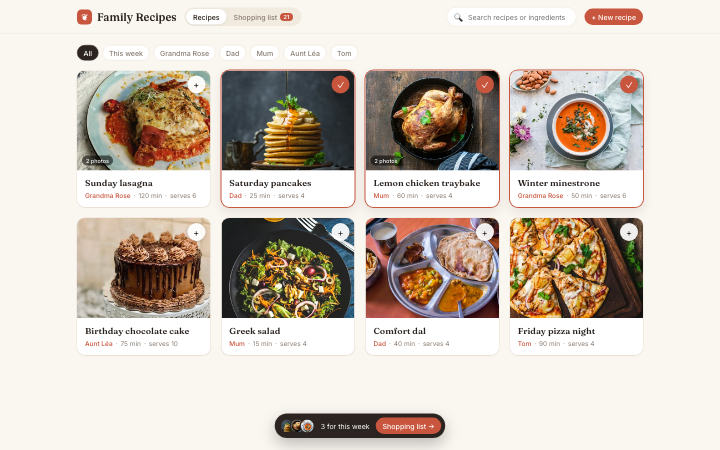 Family Recipes
Recipes
Shopping list 21
Search recipes or ingredients
+ New recipe
All
This week
Grandma Rose
Dad
Mum
Aunt Léa
Tom
2 photos
Sunday lasagna
Grandma Rose · 120 min · serves 6
Saturday pancakes
Dad · 25 min · serves 4
2 photos
Lemon chicken traybake
Mum · 60 min · serves 4
Winter minestrone
Grandma Rose · 50 min · serves 6
Birthday chocolate cake
Aunt Léa · 75 min · serves 10
Greek salad
Mum · 15 min · serves 4
Comfort dal
Dad · 40 min · serves 4
Friday pizza night
Tom · 90 min · serves 4
3 for this week
Shopping list →